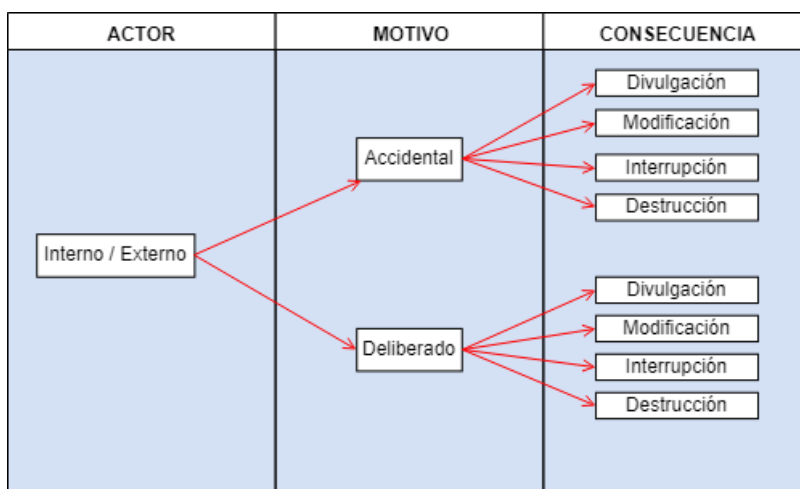 ACTOR
MOTIVO
CONSECUENCIA
Interno / Externo
Accidental
Divulgación
Modificación
Interrupción
Destrucción
Deliberado
Divulgación
Modificación
Interrupción
Destrucción